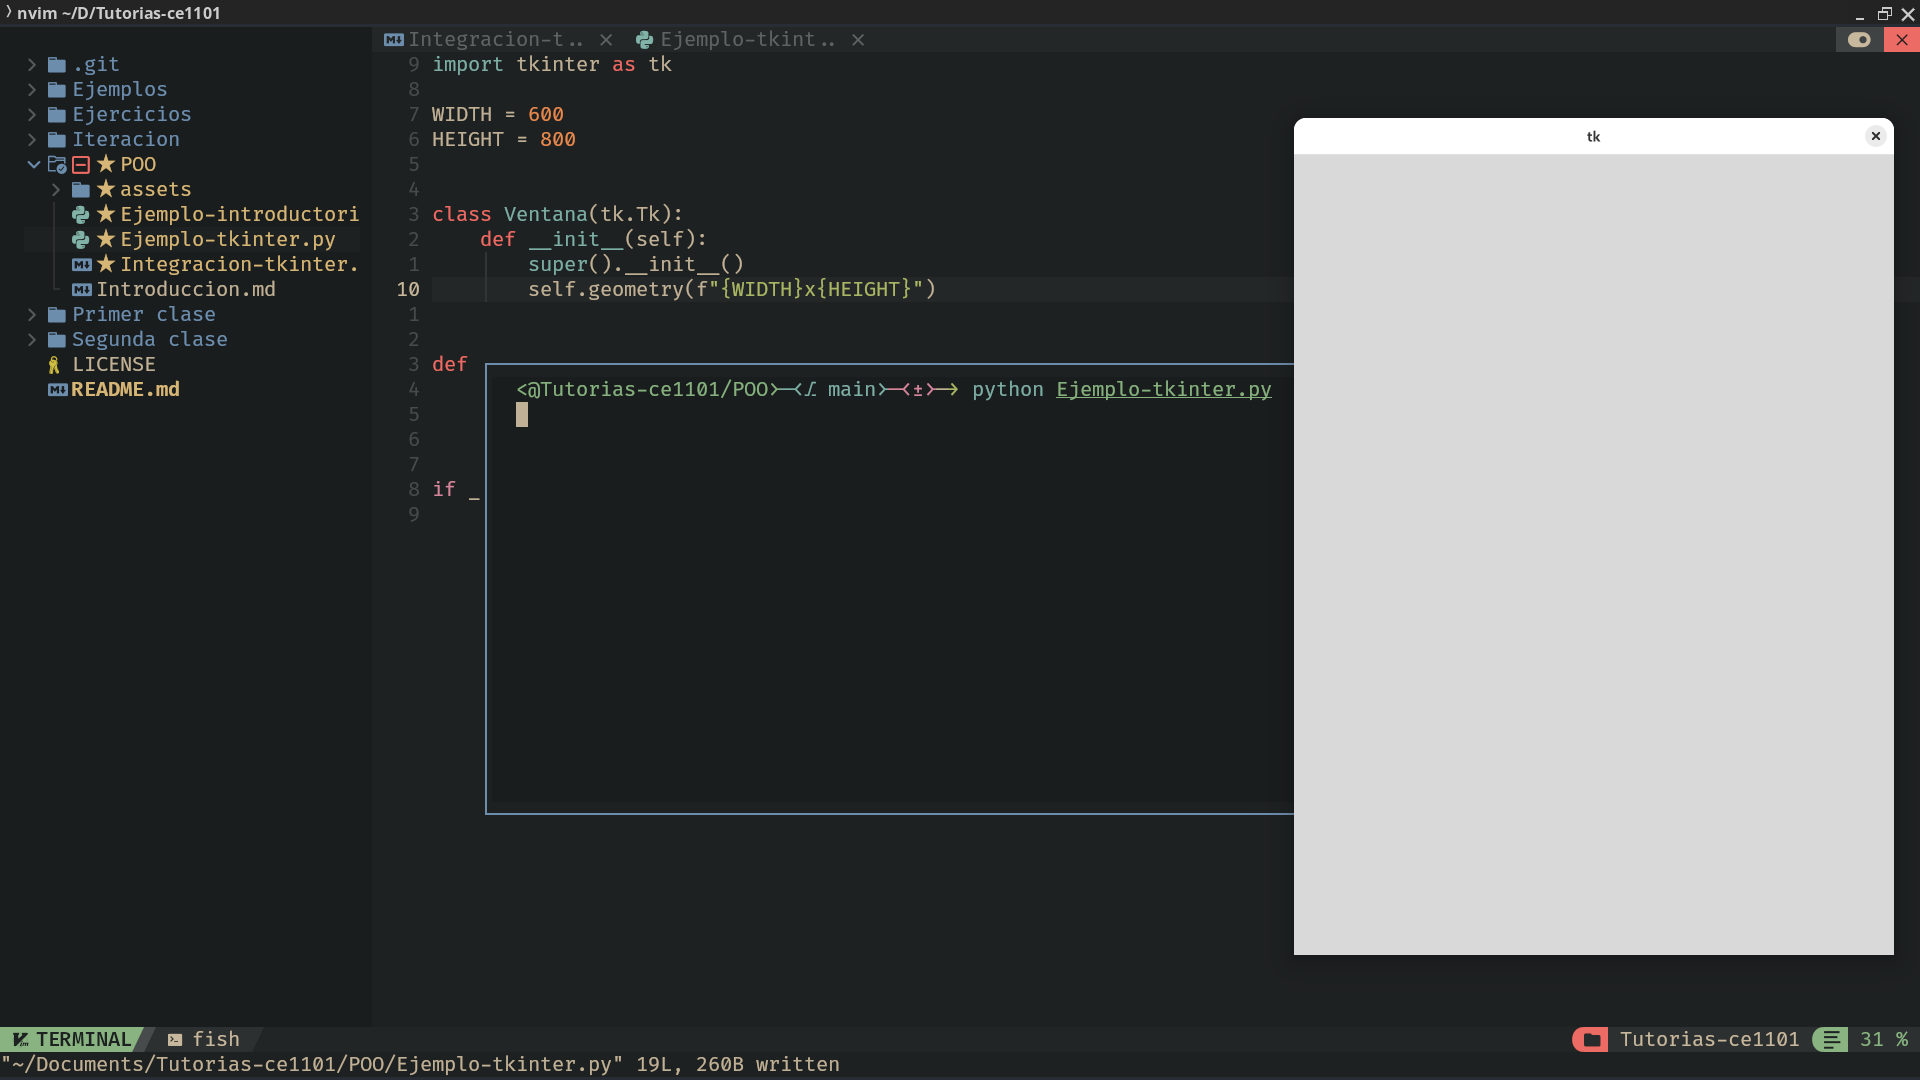 nvim ~/D/Tutorias-ce1101
Integracion-t..
Ejemplo-tkint..
.git
Ejemplos
Ejercicios
Iteracion
POO
assets
Ejemplo-introductori
Ejemplo-tkinter.py
Integracion-tkinter.
Introduccion.md
Primer clase
Segunda clase
LICENSE
README.md
9 import tkinter as tk
8
7 WIDTH = 600
6 HEIGHT = 800
5
4
3 class Ventana(tk.Tk):
2 def __init__(self):
1 super().__init__()
10 self.geometry(f"{WIDTH}x{HEIGHT}")
1
2
3 def
4
5
6
7
8 if _
9
<@Tutorias-ce1101/POO>─<⎇ main>─<±>─> python Ejemplo-tkinter.py
tk
TERMINAL
fish
Tutorias-ce1101
31 %
"~/Documents/Tutorias-ce1101/POO/Ejemplo-tkinter.py" 19L, 260B written